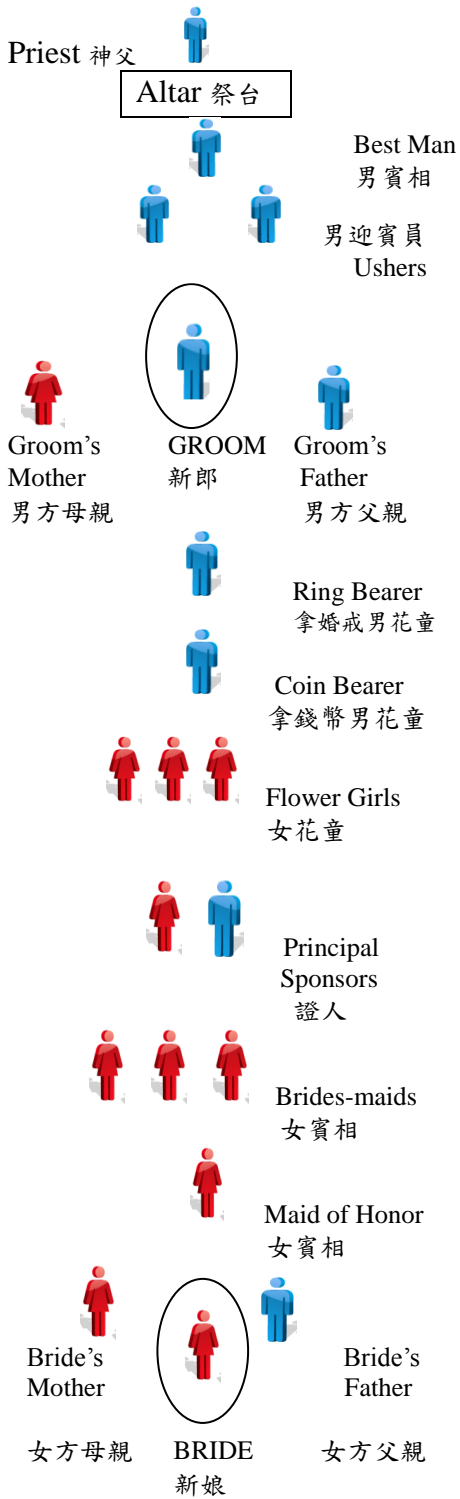 Priest 神父
Altar 祭台
Best Man
男賓相
男迎賓員
Ushers
Groom's
Mother
男方母親
GROOM
新郎
Groom's
Father
男方父親
Ring Bearer
拿婚戒男花童
Coin Bearer
拿錢幣男花童
Flower Girls
女花童
Principal
Sponsors
證人
Brides-maids
女賓相
Maid of Honor
女賓相
Bride's
Mother
女方母親
BRIDE
新娘
Bride's
Father
女方父親